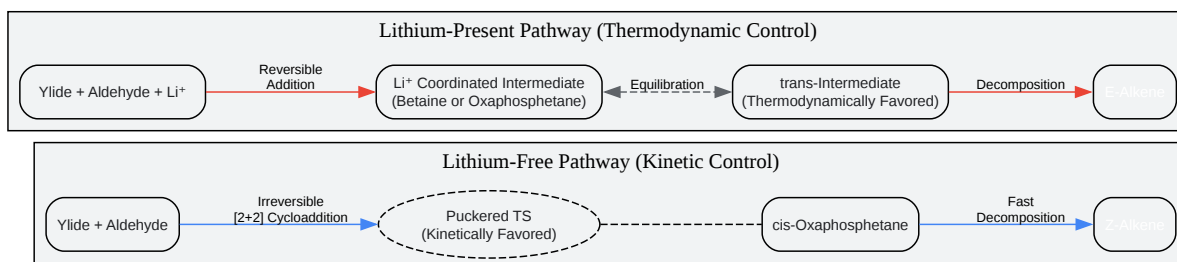 Lithium-Present Pathway (Thermodynamic Control)
Ylide + Aldehyde + Li⁺
Reversible
Addition
Li⁺ Coordinated Intermediate
(Betaine or Oxaphosphetane)
Equilibration
trans-Intermediate
(Thermodynamically Favored)
Decomposition
E-Alkene
Lithium-Free Pathway (Kinetic Control)
Ylide + Aldehyde
Irreversible
[2+2] Cycloaddition
Puckered TS
(Kinetically Favored)
cis-Oxaphosphetane
Fast
Decomposition
Z-Alkene